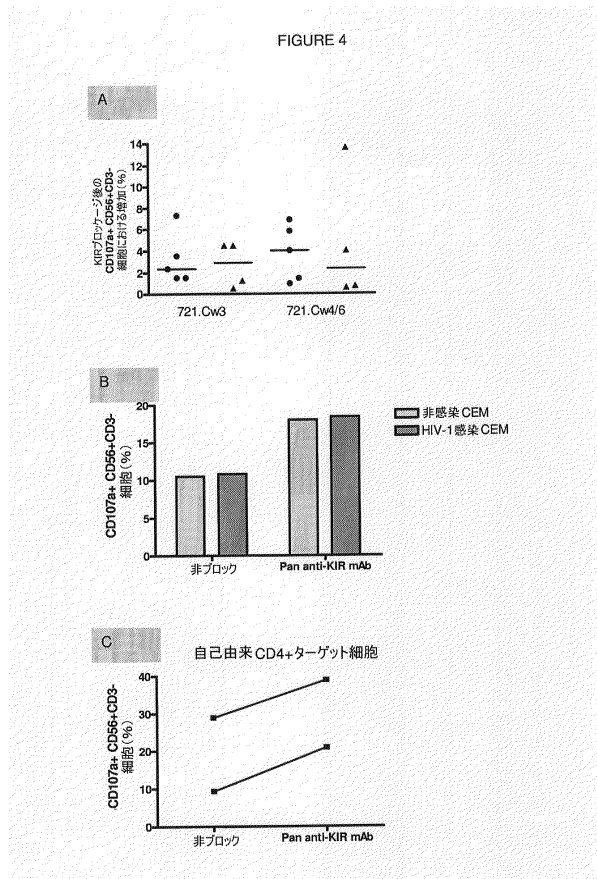 FIGURE 4
A
KIRブロッケージ後の
CD107a+ CD56+CD3-
細胞における増加(%)
14
12
10
8
6
4
2
0
721.Cw3
721.Cw4/6
B
CD107a+ CD56+CD3-
細胞(%)
20
15
10
5
0
非ブロック
Pan anti-KIR mAb
非感染CEM
HIV-1感染CEM
C
自己由来CD4+ターゲット細胞
CD107a+ CD56+CD3-
細胞(%)
40
30
20
10
0
非ブロック
Pan anti-KIR mAb